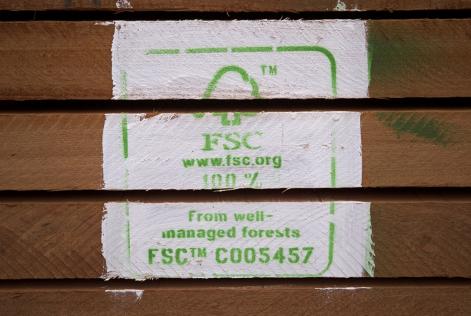 TM
FSC
www.fsc.org
100 %
From well-
managed forests
FSC™ C005457